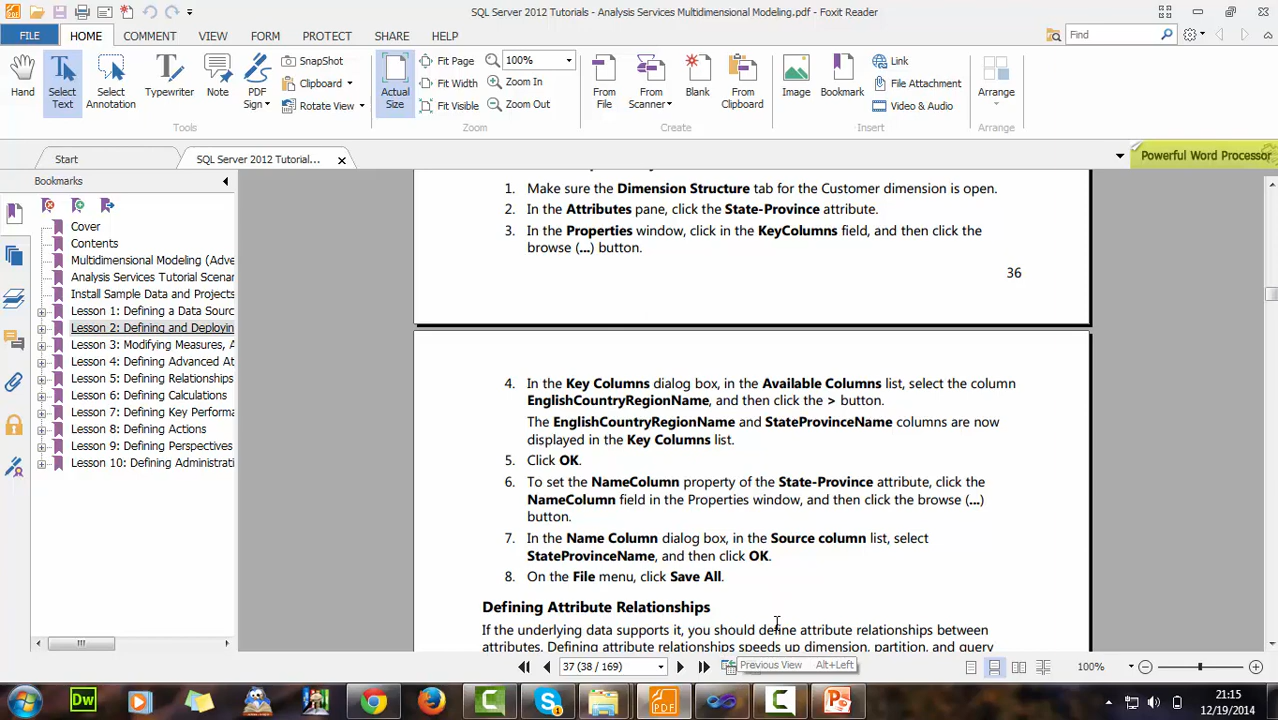 SQL Server 2012 Tutorials - Analysis Services Multidimensional Modeling.pdf - Foxit Reader
FILE HOME COMMENT VIEW FORM PROTECT SHARE HELP Find
Hand
Select Text
Select Annotation
Typewriter
Note
PDF Sign
SnapShot
Clipboard
Rotate View
Tools
Actual Size
Fit Page
Fit Width
Fit Visible
100%
Zoom In
Zoom Out
Zoom
From File
From Scanner
Blank
From Clipboard
Create
Image
Bookmark
Link
File Attachment
Video & Audio
Insert
Arrange
Arrange
Start
SQL Server 2012 Tutorial...
Powerful Word Processor
Bookmarks
Cover
Contents
Multidimensional Modeling (Adve
Analysis Services Tutorial Scenar
Install Sample Data and Projects
Lesson 1: Defining a Data Sourc
Lesson 2: Defining and Deployin
Lesson 3: Modifying Measures, A
Lesson 4: Defining Advanced At
Lesson 5: Defining Relationships
Lesson 6: Defining Calculations
Lesson 7: Defining Key Performa
Lesson 8: Defining Actions
Lesson 9: Defining Perspectives
Lesson 10: Defining Administrati
1. Make sure the Dimension Structure tab for the Customer dimension is open.
2. In the Attributes pane, click the State-Province attribute.
3. In the Properties window, click in the KeyColumns field, and then click the
browse (...) button.
36
4. In the Key Columns dialog box, in the Available Columns list, select the column
EnglishCountryRegionName, and then click the > button.
The EnglishCountryRegionName and StateProvinceName columns are now
displayed in the Key Columns list.
5. Click OK.
6. To set the NameColumn property of the State-Province attribute, click the
NameColumn field in the Properties window, and then click the browse (...)
button.
7. In the Name Column dialog box, in the Source column list, select
StateProvinceName, and then click OK.
8. On the File menu, click Save All.
Defining Attribute Relationships
If the underlying data supports it, you should define attribute relationships between
attributes. Defining attribute relationships speeds up dimension, partition, and query
37 (38 / 169)
Previous View Alt+Left
100%
Dw
PDF
21:15
12/19/2014